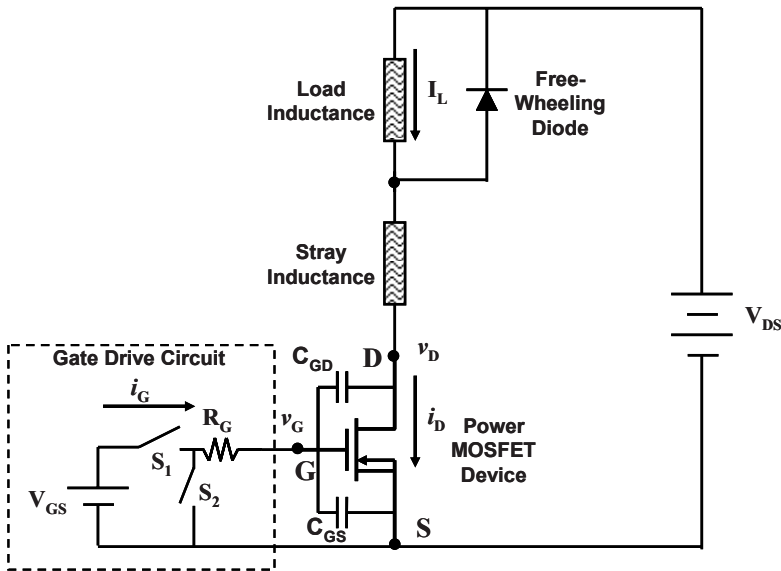 Load
Inductance
I_L
Free-
Wheeling
Diode
Stray
Inductance
V_DS
Gate Drive Circuit
C_GD
D
v_D
i_G
R_G
v_G
i_D
Power
MOSFET
Device
G
S_1
S_2
V_GS
C_GS
S